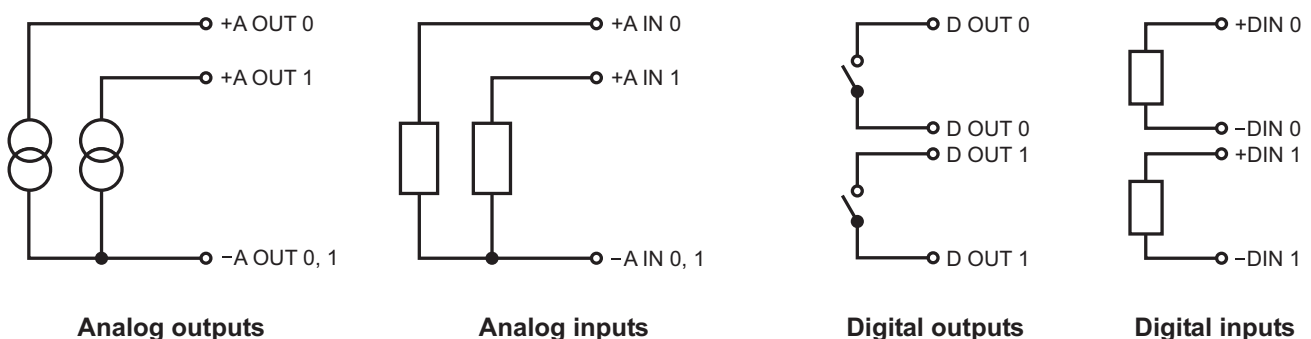 +A OUT 0
+A OUT 1
−A OUT 0, 1
Analog outputs
+A IN 0
+A IN 1
−A IN 0, 1
Analog inputs
D OUT 0
D OUT 0
D OUT 1
D OUT 1
Digital outputs
+DIN 0
−DIN 0
+DIN 1
−DIN 1
Digital inputs